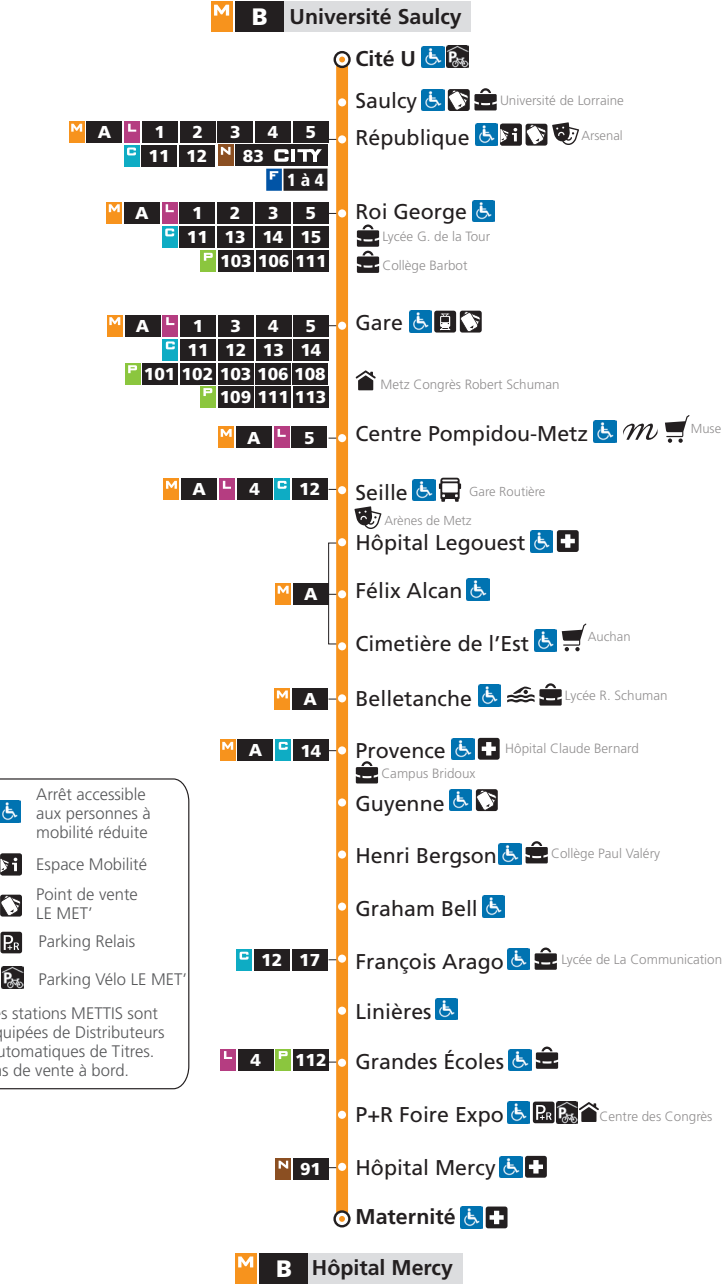 M B Université Saulcy
Cité U
Saulcy Université de Lorraine
M A L 1 2 3 4 5 République Arsenal
C 11 12 N 83 CITY
F 1 à 4
M A L 1 2 3 5 Roi George
C 11 13 14 15 Lycée G. de la Tour
P 103 106 111 Collège Barbot
M A L 1 3 4 5 Gare
C 11 12 13 14
P 101 102 103 106 108 Metz Congrès Robert Schuman
P 109 111 113
M A L 5 Centre Pompidou-Metz m Muse
M A L 4 C 12 Seille Gare Routière
Arènes de Metz
Hôpital Legouest
M A Félix Alcan
Cimetière de l'Est Auchan
M A Belletanche Lycée R. Schuman
M A C 14 Provence Hôpital Claude Bernard
Campus Bridoux
Guyenne
Henri Bergson Collège Paul Valéry
Graham Bell
C 12 17 François Arago Lycée de La Communication
Linières
L 4 P 112 Grandes Écoles
P+R Foire Expo P+R P Centre des Congrès
N 91 Hôpital Mercy
Maternité
M B Hôpital Mercy
Arrêt accessible
aux personnes à
mobilité réduite
Espace Mobilité
Point de vente
LE MET'
P+R Parking Relais
P Parking Vélo LE MET'
es stations METTIS sont
quipées de Distributeurs
utomatiques de Titres.
as de vente à bord.